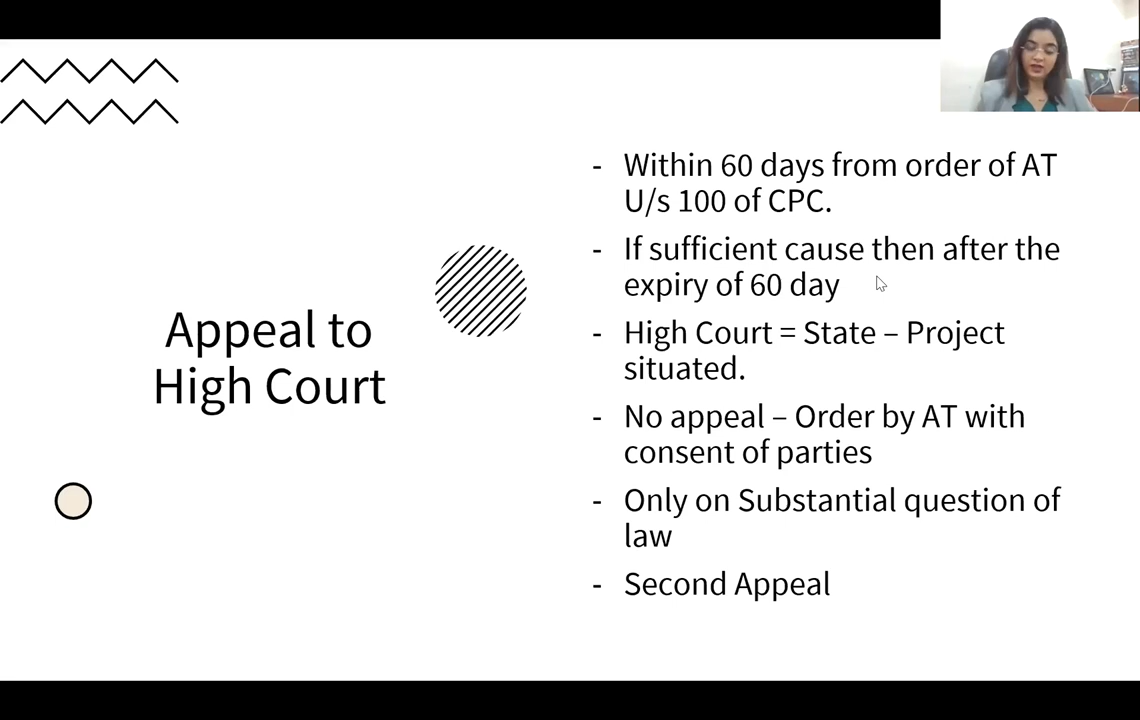 Appeal to
High Court
- Within 60 days from order of AT
U/s 100 of CPC.
- If sufficient cause then after the
expiry of 60 day
- High Court = State – Project
situated.
- No appeal – Order by AT with
consent of parties
- Only on Substantial question of
law
- Second Appeal